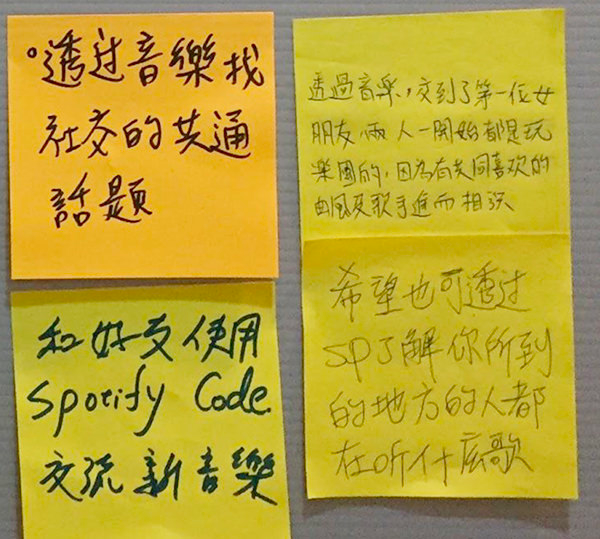 透过音樂找
社交的共通
話題
和好友使用
Spotify Code
交流新音樂
透過音樂，交到了第一位女
朋友，兩人一開始都是玩
樂團的，因為有共同喜欢的
曲風及歌手進而相识
希望也可透过
SP了解你所到
的地方的人都
在听什庅歌